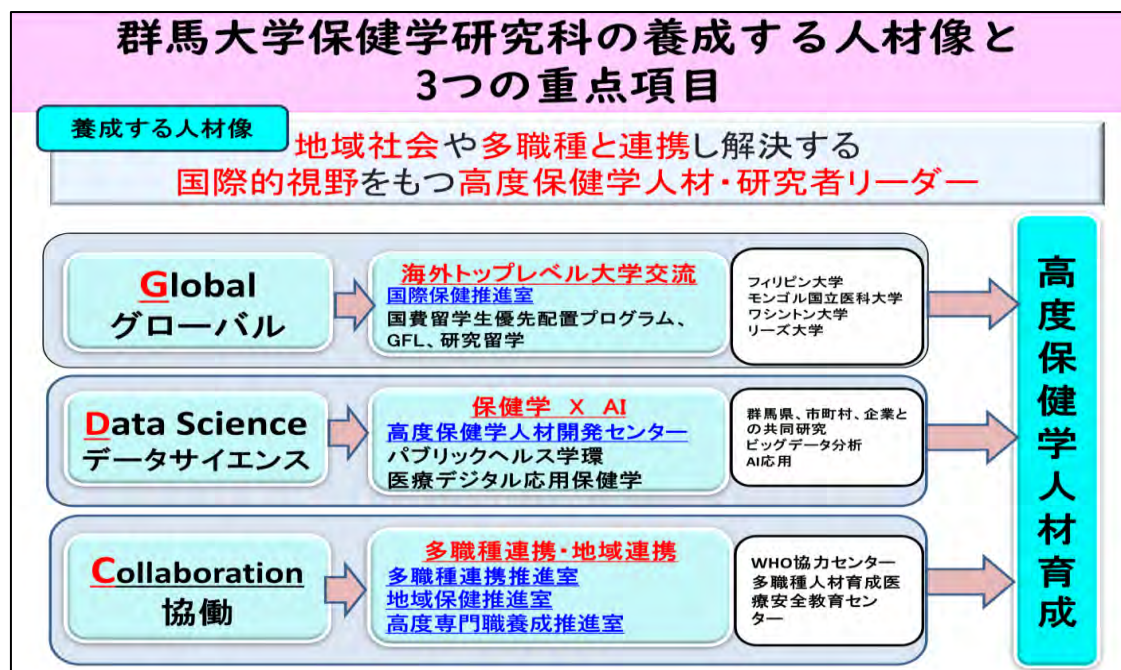 群馬大学保健学研究科の養成する人材像と
3つの重点項目
養成する人材像
地域社会や多職種と連携し解決する
国際的視野をもつ高度保健学人材・研究者リーダー
Global
グローバル
海外トップレベル大学交流
国際保健推進室
国費留学生優先配置プログラム、
GFL、研究留学
フィリピン大学
モンゴル国立医科大学
ワシントン大学
リーズ大学
Data Science
データサイエンス
保健学 X AI
高度保健学人材開発センター
パブリックヘルス学環
医療デジタル応用保健学
群馬県、市町村、企業と
の共同研究
ビッグデータ分析
AI応用
Collaboration
協働
多職種連携・地域連携
多職種連携推進室
地域保健推進室
高度専門職養成推進室
WHO協力センター
多職種人材育成医
療安全教育セン
ター
高度保健学人材育成